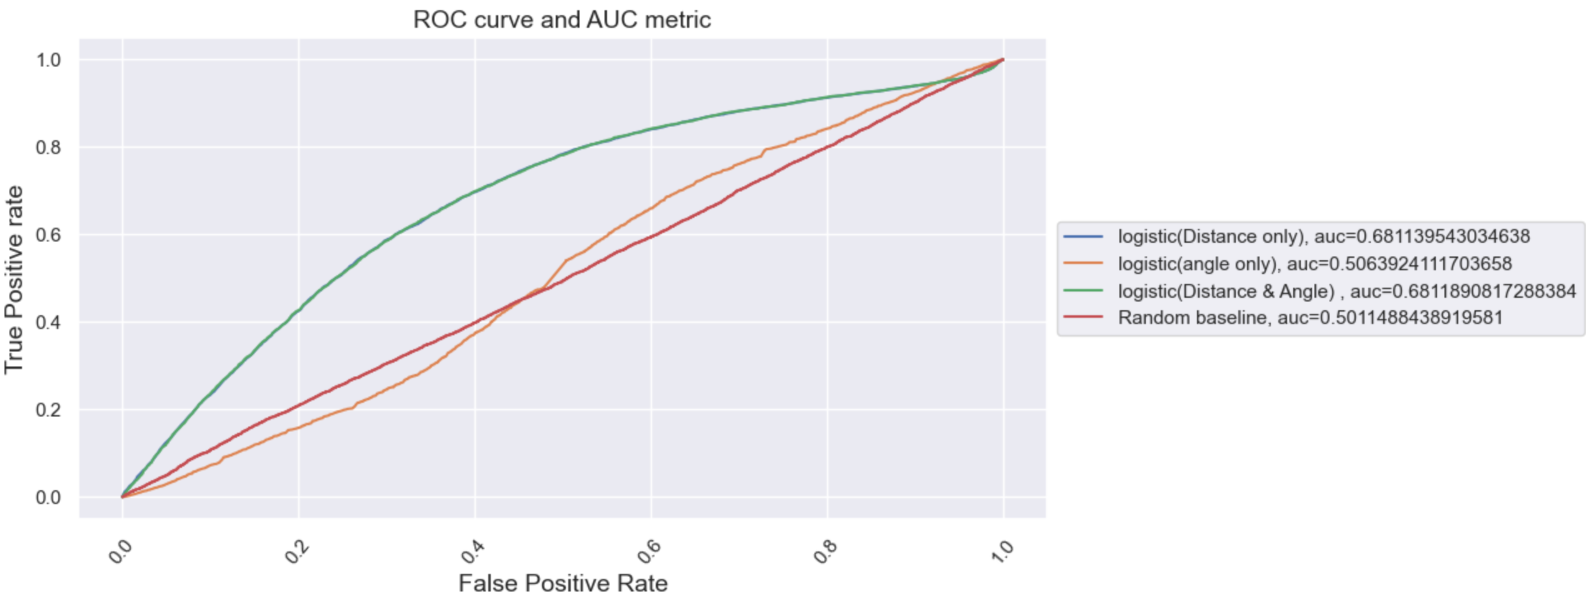 ROC curve and AUC metric
True Positive rate
1.0
0.8
0.6
0.4
0.2
0.0
0.0 0.2 0.4 0.6 0.8 1.0
False Positive Rate
logistic(Distance only), auc=0.681139543034638
logistic(angle only), auc=0.5063924111703658
logistic(Distance & Angle) , auc=0.6811890817288384
Random baseline, auc=0.5011488438919581